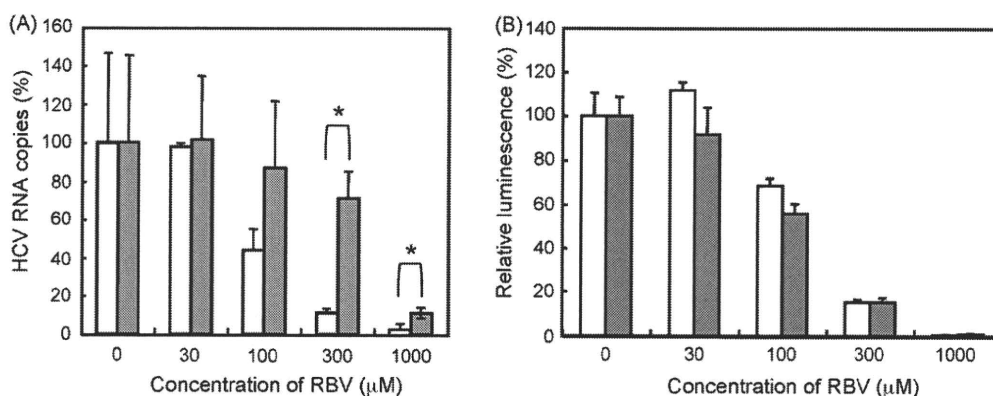 (A)
HCV RNA copies (%)
160
140
120
100
80
60
40
20
0
*
*
0 30 100 300 1000
Concentration of RBV (μM)
(B)
Relative luminescence (%)
140
120
100
80
60
40
20
0
0 30 100 300 1000
Concentration of RBV (μM)